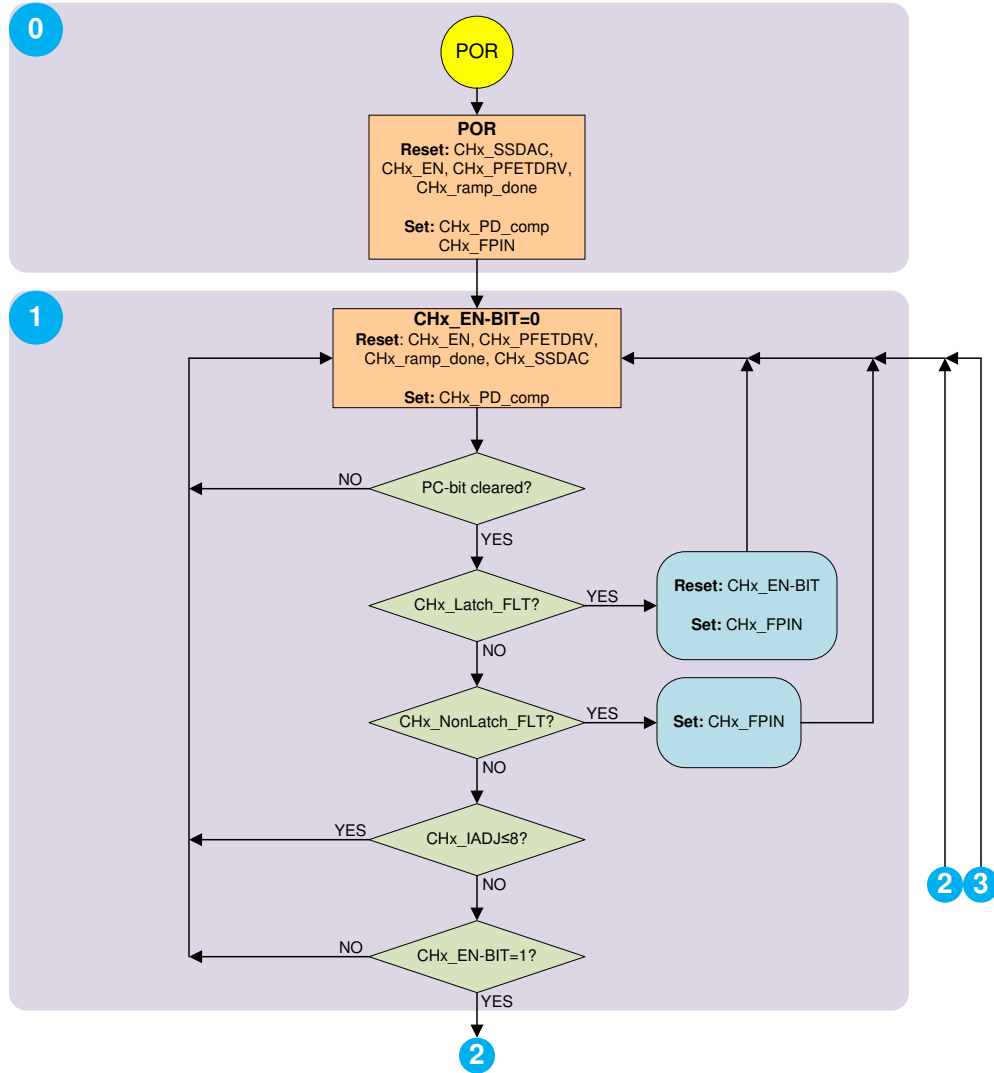 0
POR
POR
Reset: CHx_SSDAC,
CHx_EN, CHx_PFETDRV,
CHx_ramp_done
Set: CHx_PD_comp
CHx_FPIN
1
CHx_EN-BIT=0
Reset: CHx_EN, CHx_PFETDRV,
CHx_ramp_done, CHx_SSDAC
Set: CHx_PD_comp
NO
PC-bit cleared?
YES
CHx_Latch_FLT?
YES
Reset: CHx_EN-BIT
Set: CHx_FPIN
NO
CHx_NonLatch_FLT?
YES
Set: CHx_FPIN
NO
YES
CHx_IADJ≤8?
NO
2
3
NO
CHx_EN-BIT=1?
YES
2